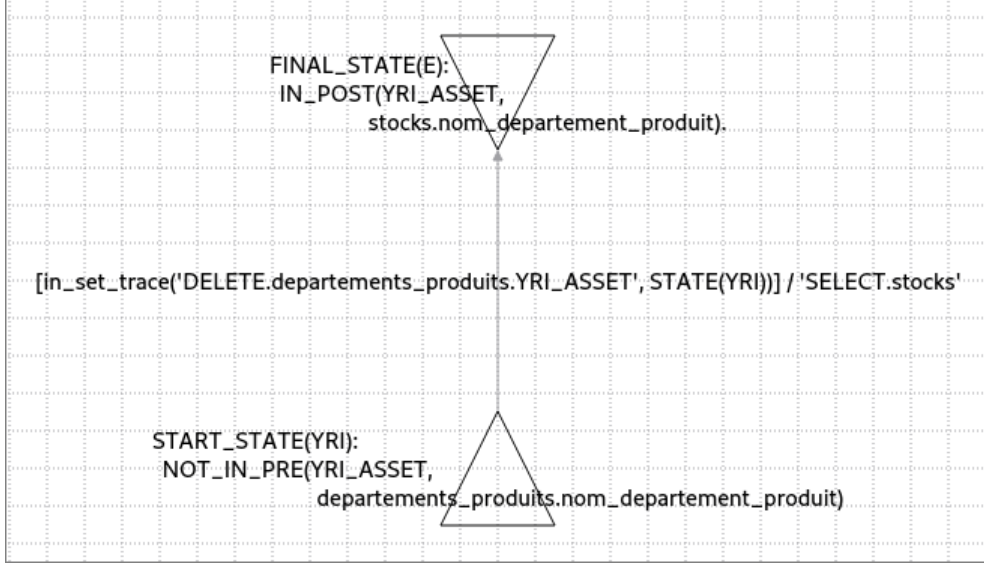 FINAL_STATE(E):
IN_POST(YRI_ASSET,
stocks.nom_departement_produit).
[in_set_trace('DELETE.departements_produits.YRI_ASSET', STATE(YRI))] / 'SELECT.stocks'
START_STATE(YRI):
NOT_IN_PRE(YRI_ASSET,
departements_produits.nom_departement_produit)